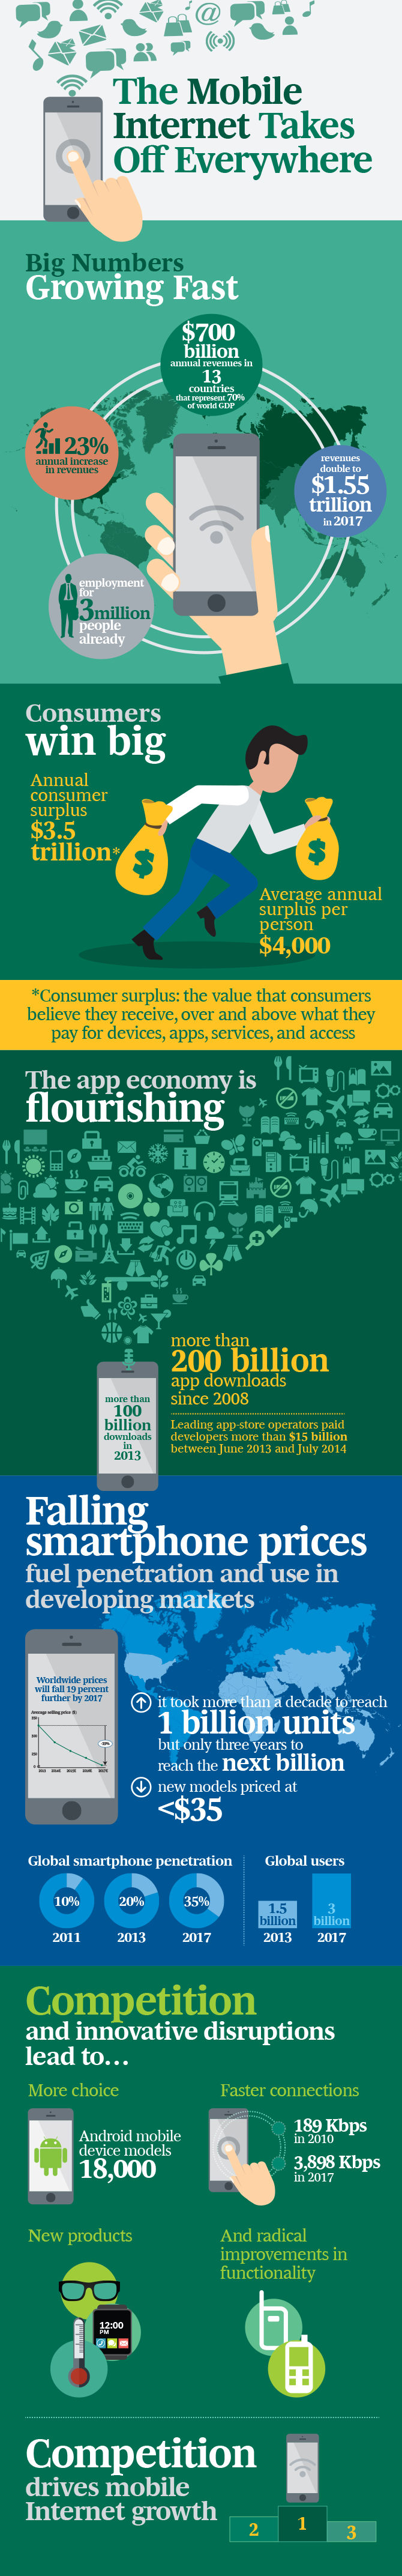 The Mobile
Internet Takes
Off Everywhere
Big Numbers
Growing Fast
$700
billion
annual revenues in
13
countries
that represent 70%
of world GDP
23%
annual increase
in revenues
revenues
double to
$1.55
trillion
in 2017
employment
for
3 million
people
already
Consumers
win big
Annual
consumer
surplus
$3.5
trillion*
$
$
Average annual
surplus per
person
$4,000
*Consumer surplus: the value that consumers
believe they receive, over and above what they
pay for devices, apps, services, and access
The app economy is
flourishing
more than
200 billion
app downloads
since 2008
more than
100
billion
downloads
in
2013
Leading app-store operators paid
developers more than $15 billion
between June 2013 and July 2014
Falling
smartphone prices
fuel penetration and use in
developing markets
Worldwide prices
will fall 19 percent
further by 2017
Average selling price ($)
it took more than a decade to reach
1 billion units
but only three years to
reach the next billion
new models priced at
<$35
Global smartphone penetration
10%
20%
35%
2011
2013
2017
Global users
1.5
billion
3
billion
2013
2017
Competition
and innovative disruptions
lead to...
More choice
Android mobile
device models
18,000
Faster connections
189 Kbps
in 2010
3,898 Kbps
in 2017
New products
12:00
PM
And radical
improvements in
functionality
Competition
drives mobile
Internet growth
2
1
3